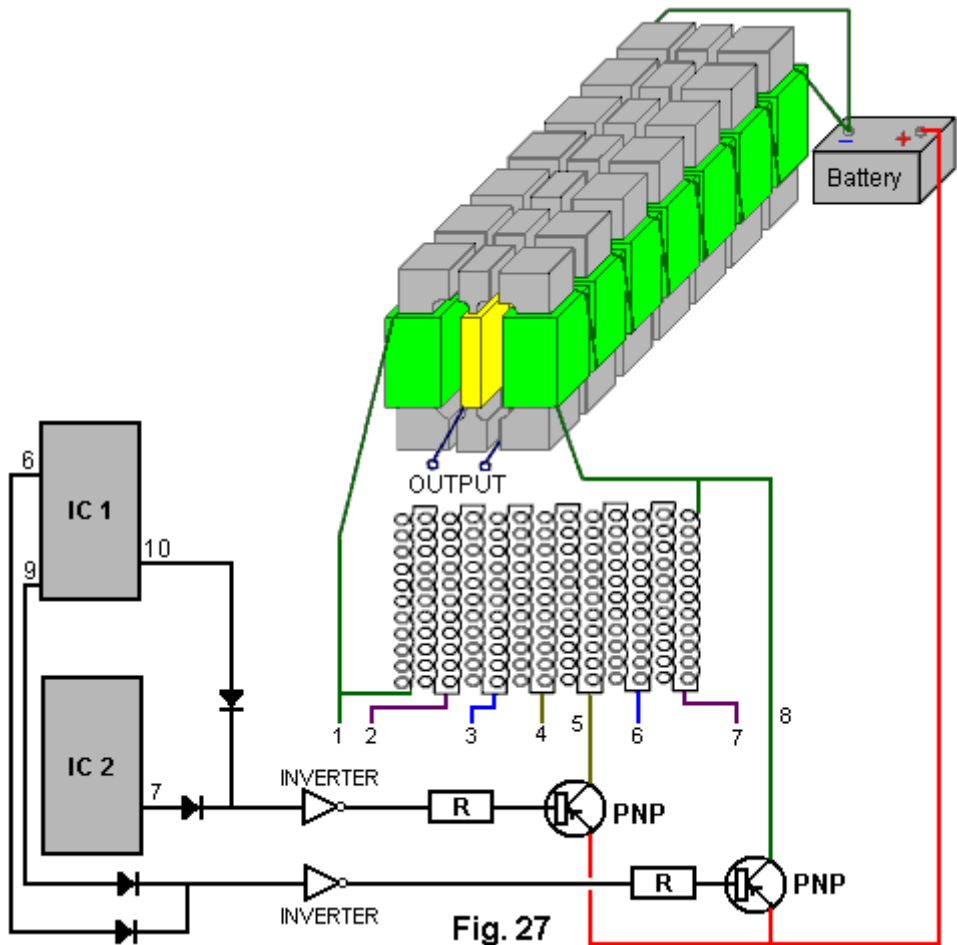 − +
Battery
OUTPUT
6
IC 1
10
9
1 2 3 4 5 6 7 8
IC 2
7
INVERTER
R
PNP
R
PNP
INVERTER
Fig. 27